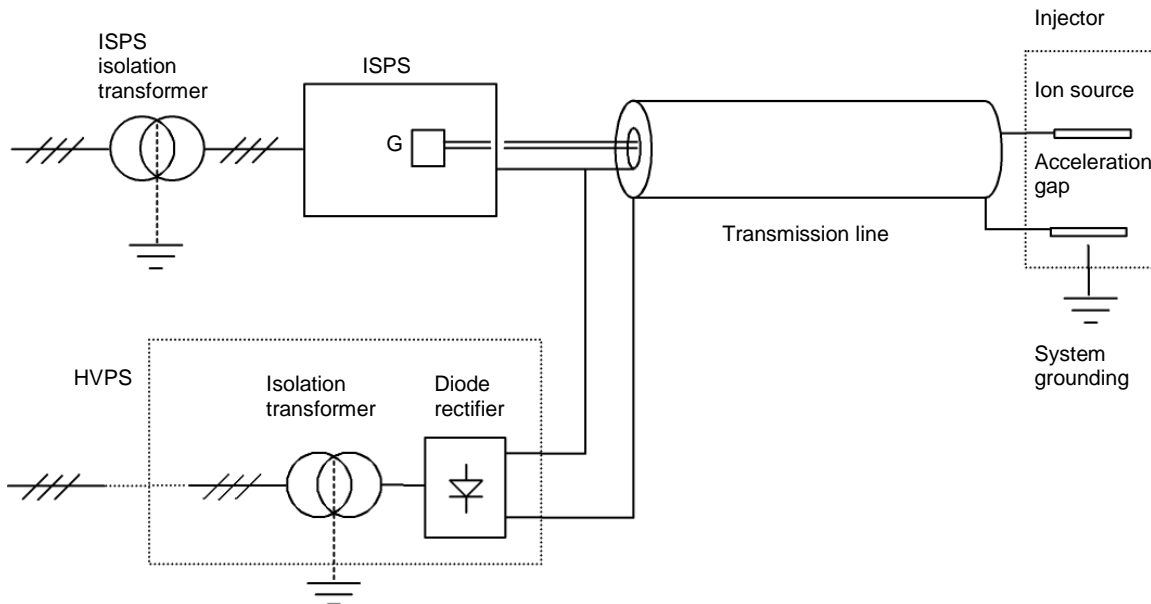 ISPS
isolation
transformer
ISPS
G
Injector
Ion source
Acceleration
gap
Transmission line
System
grounding
HVPS
Isolation
transformer
Diode
rectifier